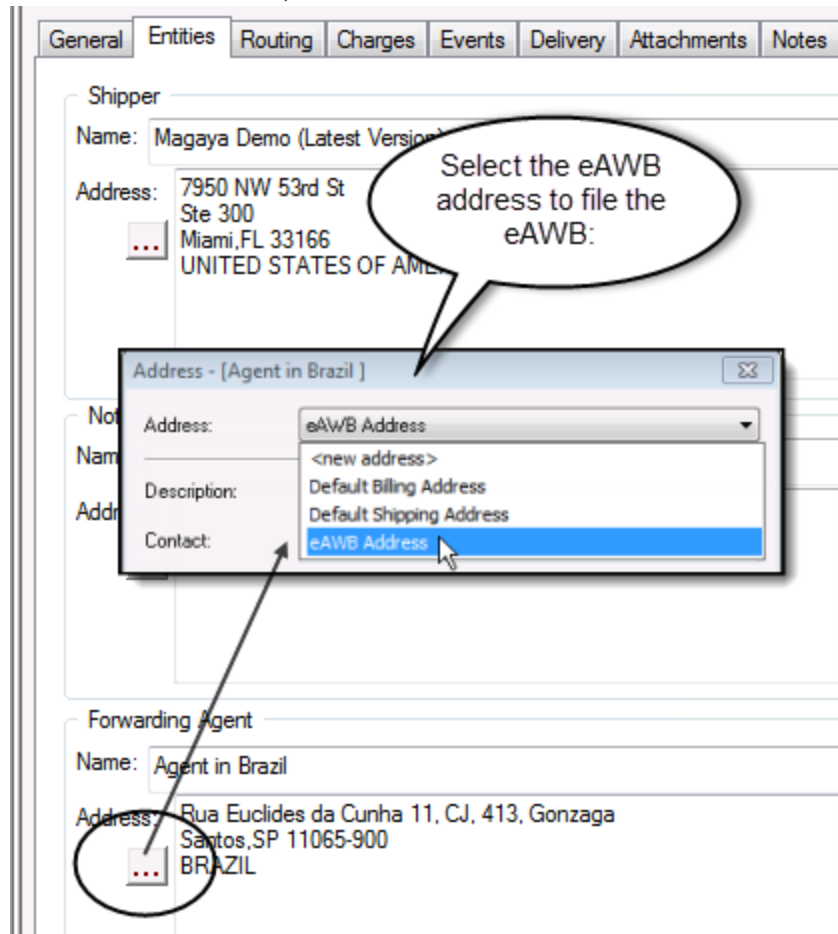 General Entities Routing Charges Events Delivery Attachments Notes
Shipper
Name: Magaya Demo (Latest Version)
Select the eAWB
address to file the
eAWB:
Address: 7950 NW 53rd St
Ste 300
...
Miami,FL 33166
UNITED STATES OF AME
Address - [Agent in Brazil ]
Address: eAWB Address
<new address>
Description:
Default Billing Address
Default Shipping Address
Contact:
eAWB Address
Not
Nam
Addr
Forwarding Agent
Name: Agent in Brazil
Address: Rua Euclides da Cunha 11, CJ, 413, Gonzaga
Santos,SP 11065-900
... BRAZIL